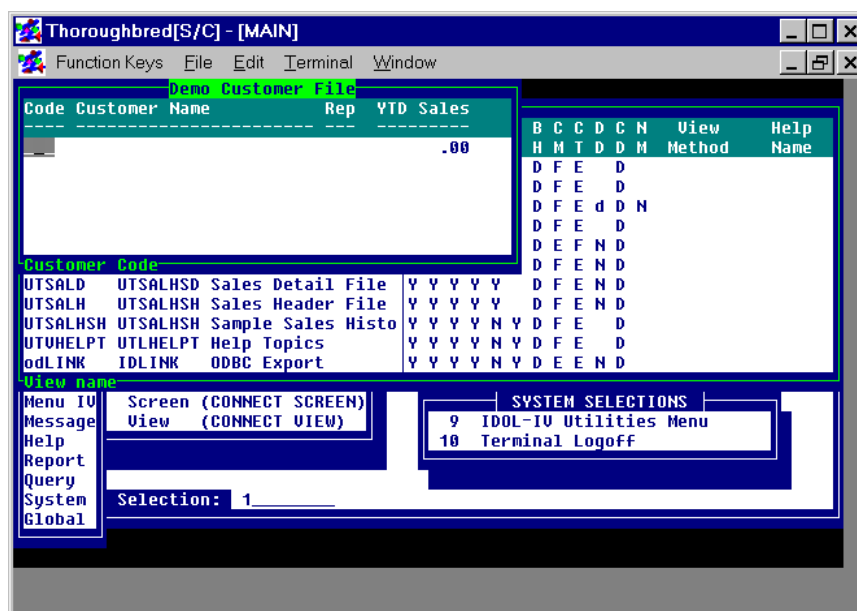 Thoroughbred[S/C] - [MAIN]
Function Keys File Edit Terminal Window
Demo Customer File
Code Customer Name Rep YTD Sales
---- ----------------------- --- ---------
.00
B C C D C N View Help
H M T D D M Method Name
D F E D
D F E D
D F E d D N
D F E D
D E F N D
Customer Code
D F E N D
UTSALD UTSALHSD Sales Detail File Y Y Y Y Y D F E N D
UTSALH UTSALHSH Sales Header File Y Y Y Y Y D F E N D
UTSALHSH UTSALHSH Sample Sales Histo Y Y Y Y N Y D F E D
UTVHELPT UTLHELPT Help Topics Y Y Y Y N Y D F E D
odLINK IDLINK ODBC Export Y Y Y Y N Y D E E N D
View name
Menu IV
Message
Help
Report
Query
System
Global
Screen (CONNECT SCREEN)
View (CONNECT VIEW)
SYSTEM SELECTIONS
9 IDOL-IV Utilities Menu
10 Terminal Logoff
Selection: 1_________